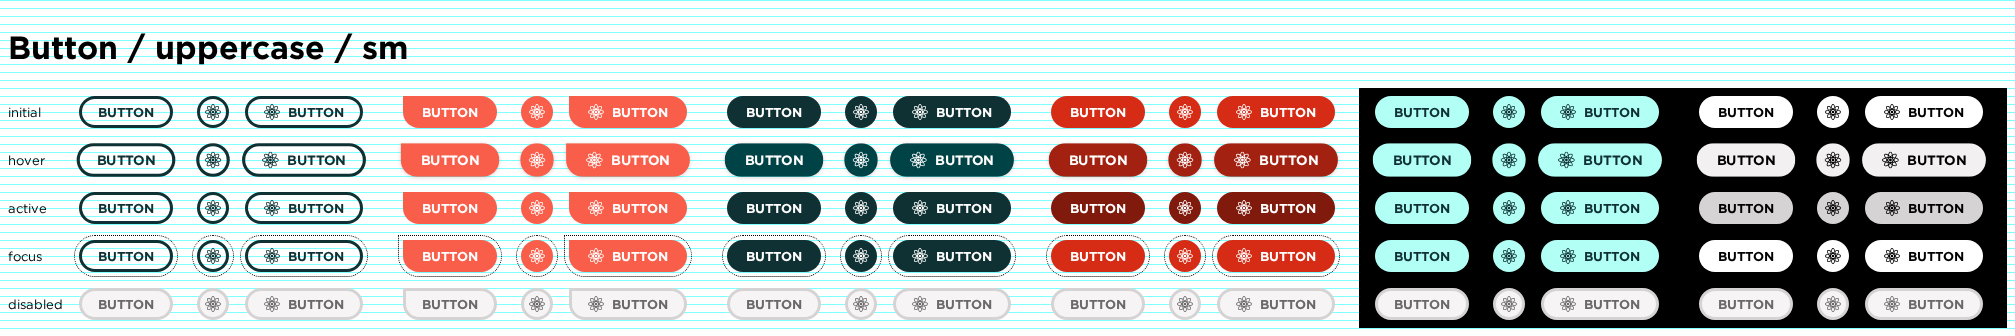 Button / uppercase / sm
initial BUTTON BUTTON BUTTON BUTTON BUTTON BUTTON BUTTON BUTTON BUTTON BUTTON BUTTON BUTTON
hover BUTTON BUTTON BUTTON BUTTON BUTTON BUTTON BUTTON BUTTON BUTTON BUTTON BUTTON BUTTON
active BUTTON BUTTON BUTTON BUTTON BUTTON BUTTON BUTTON BUTTON BUTTON BUTTON BUTTON BUTTON
focus BUTTON BUTTON BUTTON BUTTON BUTTON BUTTON BUTTON BUTTON BUTTON BUTTON BUTTON BUTTON
disabled BUTTON BUTTON BUTTON BUTTON BUTTON BUTTON BUTTON BUTTON BUTTON BUTTON BUTTON BUTTON